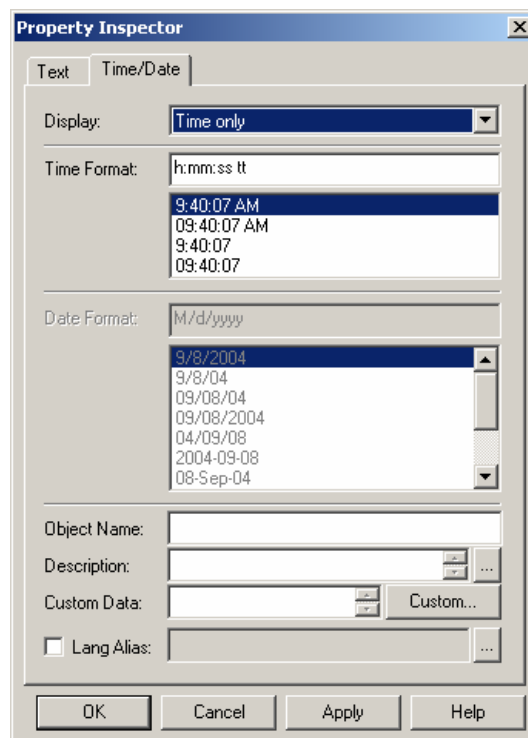 Property Inspector
Text Time/Date
Display: Time only
Time Format: h:mm:ss tt
9:40:07 AM
09:40:07 AM
9:40:07
09:40:07
Date Format: M/d/yyyy
9/8/2004
9/8/04
09/08/04
09/08/2004
04/09/08
2004-09-08
08-Sep-04
Object Name:
Description: ...
Custom Data: Custom...
Lang Alias: ...
OK Cancel Apply Help